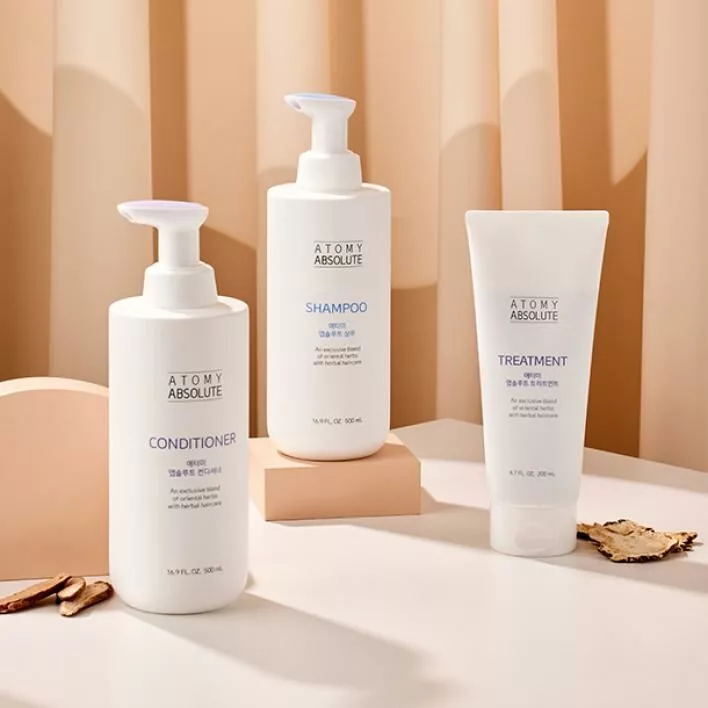 ATOMY
ABSOLUTE
CONDITIONER
애터미
앱솔루트 컨디셔너
An exclusive blend
of oriental herbs
with herbal haircare
16.9 FL. OZ. 500 mL
ATOMY
ABSOLUTE
SHAMPOO
애터미
앱솔루트 샴푸
An exclusive blend
of oriental herbs
with herbal haircare
16.9 FL. OZ. 500 mL
ATOMY
ABSOLUTE
TREATMENT
애터미
앱솔루트 트리트먼트
An exclusive blend
of oriental herbs
with herbal haircare
6.7 FL. OZ. 200 mL